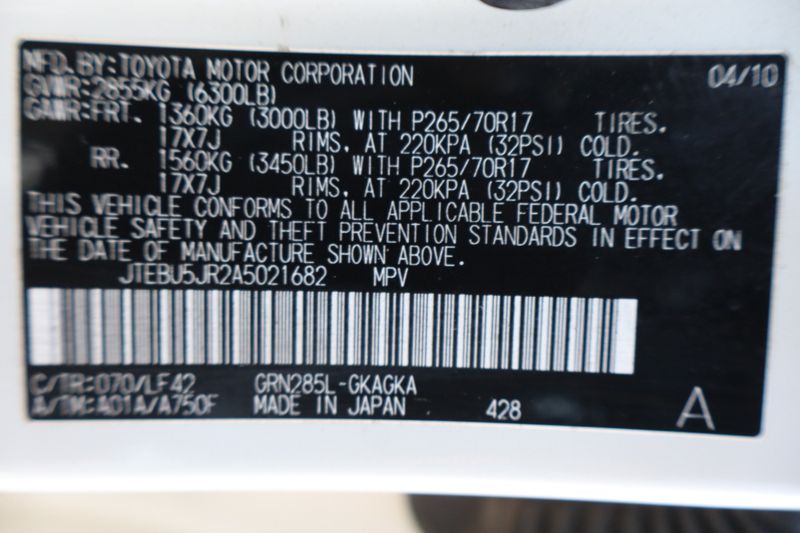 MFD.BY:TOYOTA MOTOR CORPORATION 04/10
GVWR:2855KG (6300LB)
GAWR:FRT. 1360KG (3000LB) WITH P265/70R17 TIRES.
17X7J RIMS, AT 220KPA (32PSI) COLD.
RR. 1560KG (3450LB) WITH P265/70R17 TIRES.
17X7J RIMS, AT 220KPA (32PSI) COLD.
THIS VEHICLE CONFORMS TO ALL APPLICABLE FEDERAL MOTOR
VEHICLE SAFETY AND THEFT PREVENTION STANDARDS IN EFFECT ON
THE DATE OF MANUFACTURE SHOWN ABOVE.
JTEBU5JR2A5021682 MPV
C/TR:070/LF42 GRN285L-GKAGKA
A/TM:A01A/A750F MADE IN JAPAN 428 A